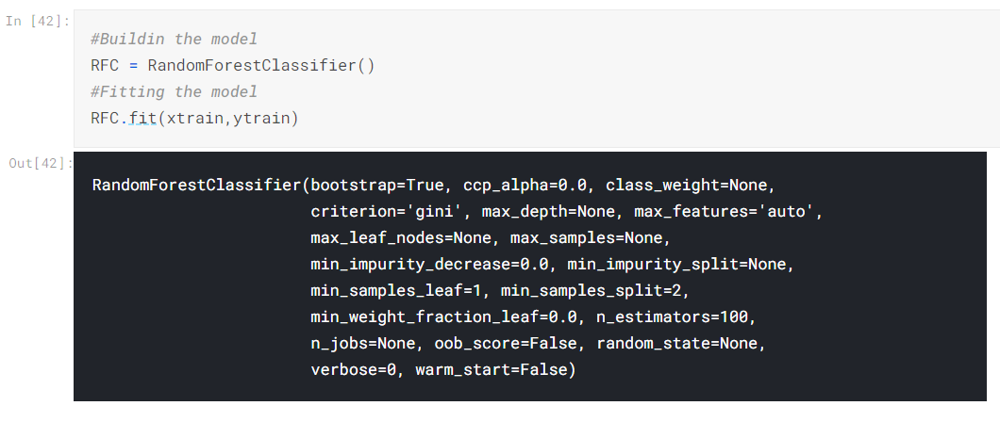 In [42]:
#Buildin the model
RFC = RandomForestClassifier()
#Fitting the model
RFC.fit(xtrain,ytrain)
Out[42]:
RandomForestClassifier(bootstrap=True, ccp_alpha=0.0, class_weight=None,
criterion='gini', max_depth=None, max_features='auto',
max_leaf_nodes=None, max_samples=None,
min_impurity_decrease=0.0, min_impurity_split=None,
min_samples_leaf=1, min_samples_split=2,
min_weight_fraction_leaf=0.0, n_estimators=100,
n_jobs=None, oob_score=False, random_state=None,
verbose=0, warm_start=False)